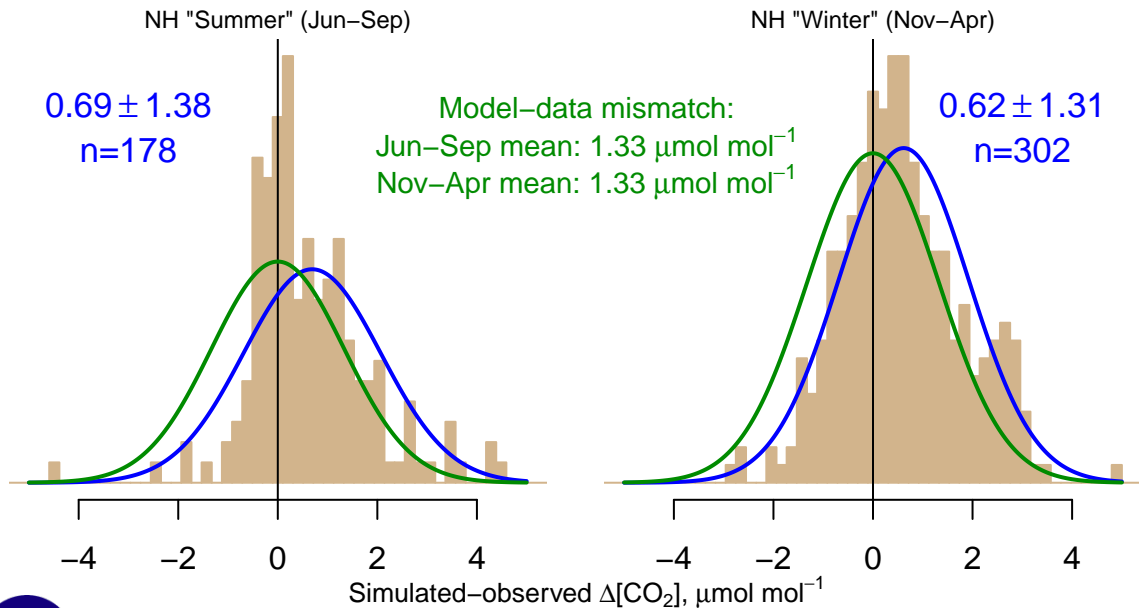 NH "Summer" (Jun−Sep)
NH "Winter" (Nov−Apr)
0.69 ± 1.38
n=178
Model−data mismatch:
Jun−Sep mean: 1.33 μmol mol⁻¹
Nov−Apr mean: 1.33 μmol mol⁻¹
0.62 ± 1.31
n=302
−4 −2 0 2 4
−4 −2 0 2 4
Simulated−observed Δ[CO₂], μmol mol⁻¹